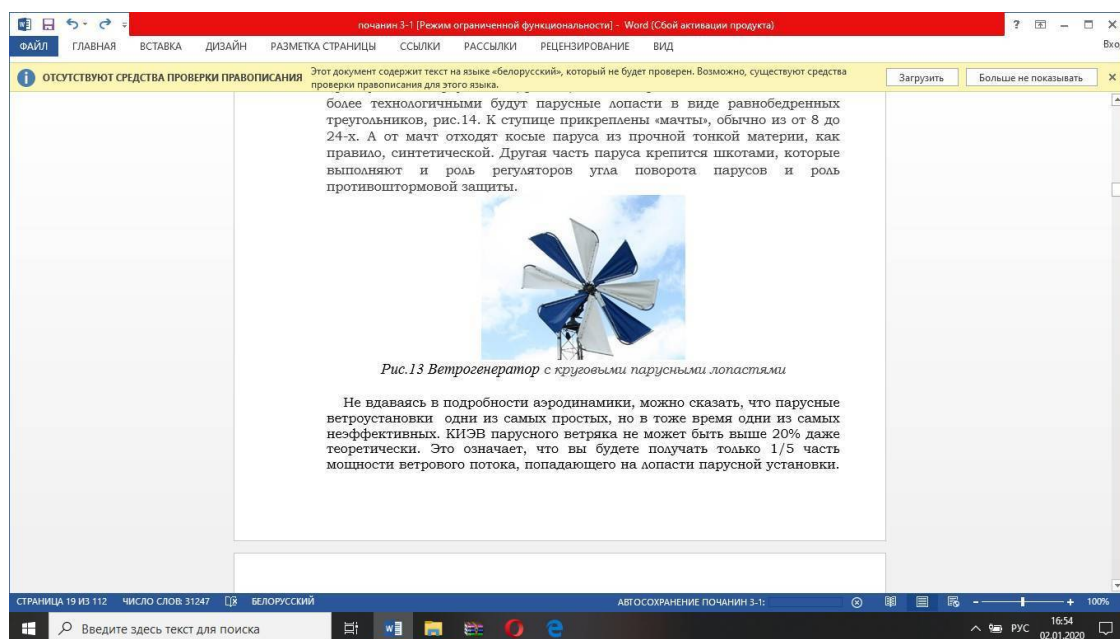 почанин 3-1 [Режим ограниченной функциональности] - Word (Сбой активации продукта)
ФАЙЛ ГЛАВНАЯ ВСТАВКА ДИЗАЙН РАЗМЕТКА СТРАНИЦЫ ССЫЛКИ РАССЫЛКИ РЕЦЕНЗИРОВАНИЕ ВИД Вхо
ОТСУТСТВУЮТ СРЕДСТВА ПРОВЕРКИ ПРАВОПИСАНИЯ Этот документ содержит текст на языке «белорусский», который не будет проверен. Возможно, существуют средства
проверки правописания для этого языка.
Загрузить Больше не показывать
более технологичными будут парусные лопасти в виде равнобедренных
треугольников, рис.14. К ступице прикреплены «мачты», обычно из от 8 до
24-х. А от мачт отходят косые паруса из прочной тонкой материи, как
правило, синтетической. Другая часть паруса крепится шкотами, которые
выполняют и роль регуляторов угла поворота парусов и роль
противоштормовой защиты.
Рис.13 Ветрогенератор с круговыми парусными лопастями
Не вдаваясь в подробности аэродинамики, можно сказать, что парусные
ветроустановки одни из самых простых, но в тоже время одни из самых
неэффективных. КИЭВ парусного ветряка не может быть выше 20% даже
теоретически. Это означает, что вы будете получать только 1/5 часть
мощности ветрового потока, попадающего на лопасти парусной установки.
СТРАНИЦА 19 ИЗ 112 ЧИСЛО СЛОВ: 31247 БЕЛОРУССКИЙ АВТОСОХРАНЕНИЕ ПОЧАНИН 3-1: 100%
Введите здесь текст для поиска РУС 16:54
02.01.2020